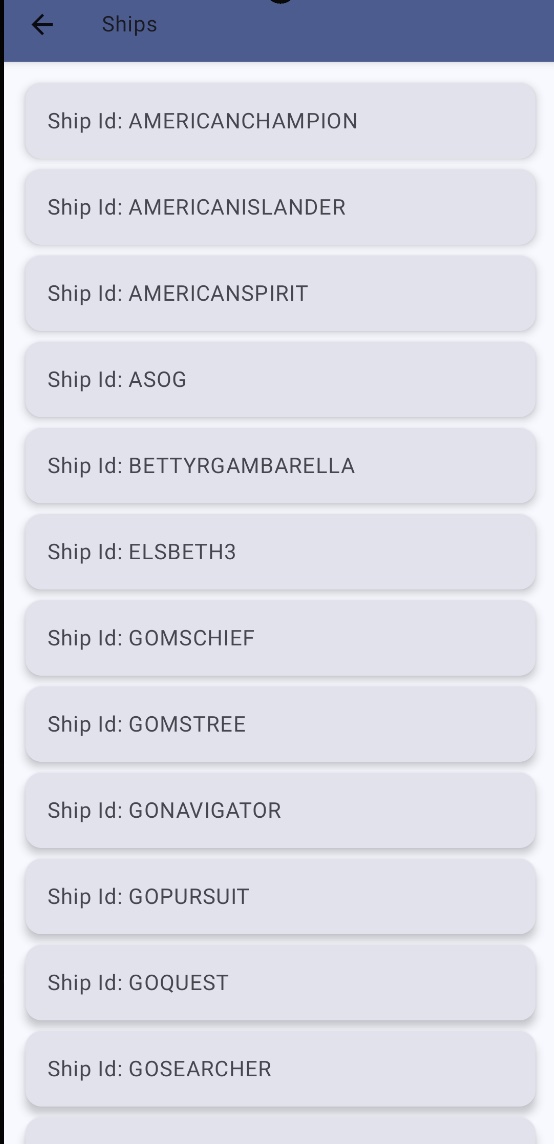 Ships
Ship Id: AMERICANCHAMPION
Ship Id: AMERICANISLANDER
Ship Id: AMERICANSPIRIT
Ship Id: ASOG
Ship Id: BETTYRGAMBARELLA
Ship Id: ELSBETH3
Ship Id: GOMSCHIEF
Ship Id: GOMSTREE
Ship Id: GONAVIGATOR
Ship Id: GOPURSUIT
Ship Id: GOQUEST
Ship Id: GOSEARCHER